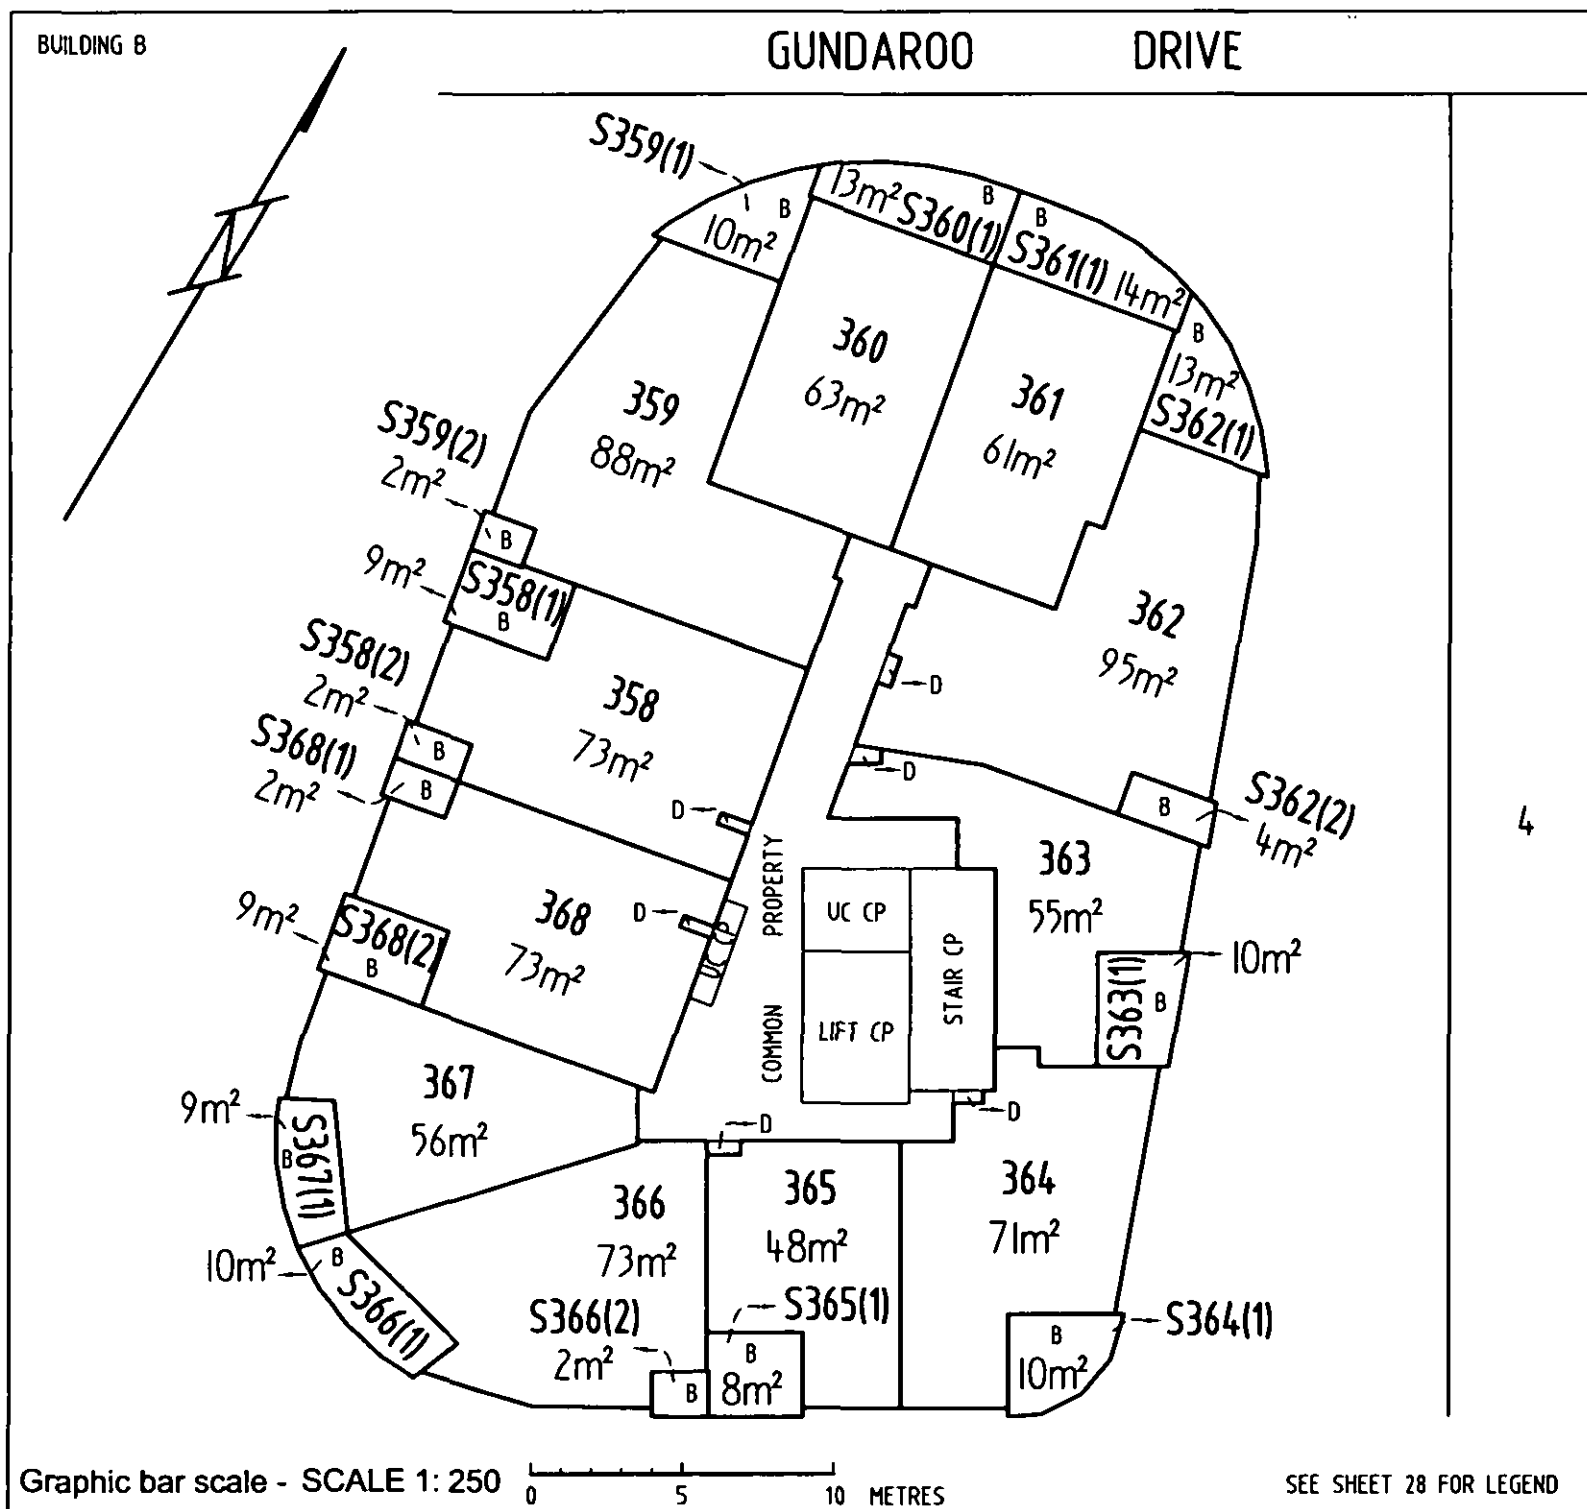 BUILDING B
GUNDAROO DRIVE
S359(1)
B
10m²
13m²
B
S360(1)
B
S361(1)
14m²
B
13m²
S362(1)
360
63m²
361
61m²
359
88m²
S359(2)
2m²
B
9m²
S358(1)
B
362
95m²
D
S358(2)
2m²
B
358
73m²
S368(1)
2m²
B
D
D
S362(2)
4m²
B
4
363
55m²
COMMON PROPERTY
UC CP
STAIR CP
LIFT CP
UC CP
368
73m²
D
9m²
S368(2)
B
10m²
S363(1)
B
367
56m²
9m²
S367(1)
B
D
D
366
73m²
365
48m²
364
71m²
10m²
B
S366(1)
S366(2)
2m²
B
S365(1)
B
8m²
S364(1)
B
10m²
Graphic bar scale - SCALE 1: 250
0 5 10 METRES
SEE SHEET 28 FOR LEGEND